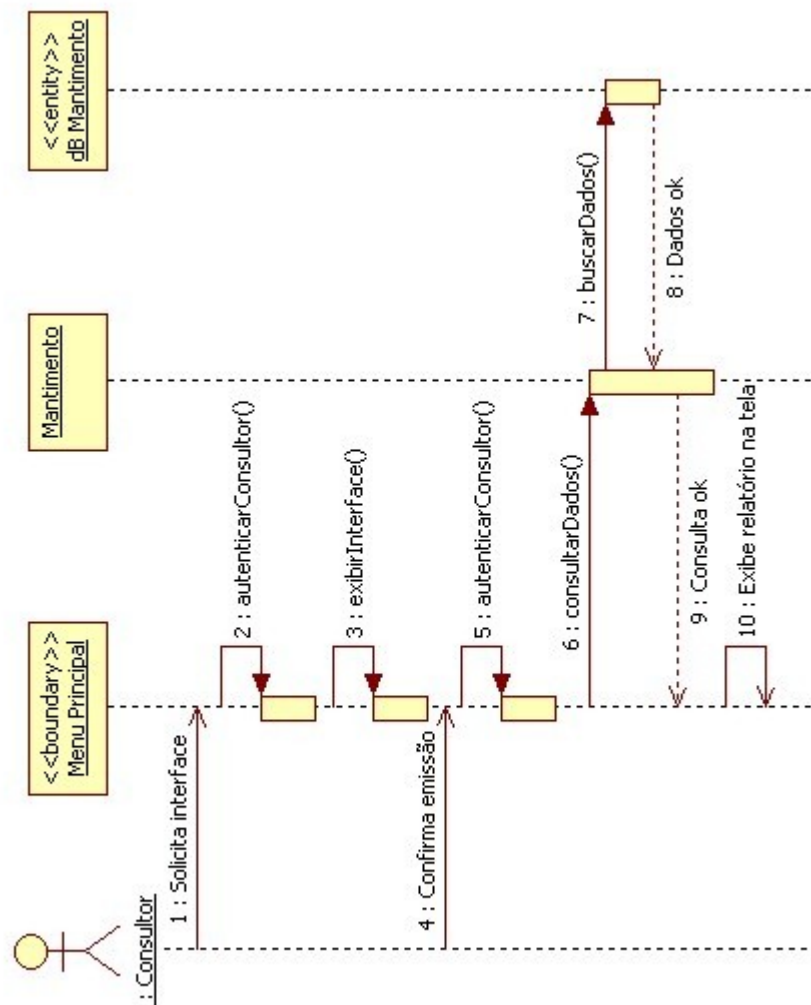 : Consultor
<<boundary>>
Menu Principal
Mantimento
<<entity>>
dB Mantimento
1 : Solicita interface
2 : autenticarConsultor()
3 : exibirInterface()
4 : Confirma emissão
5 : autenticarConsultor()
6 : consultarDados()
7 : buscarDados()
8 : Dados ok
9 : Consulta ok
10 : Exibe relatório na tela